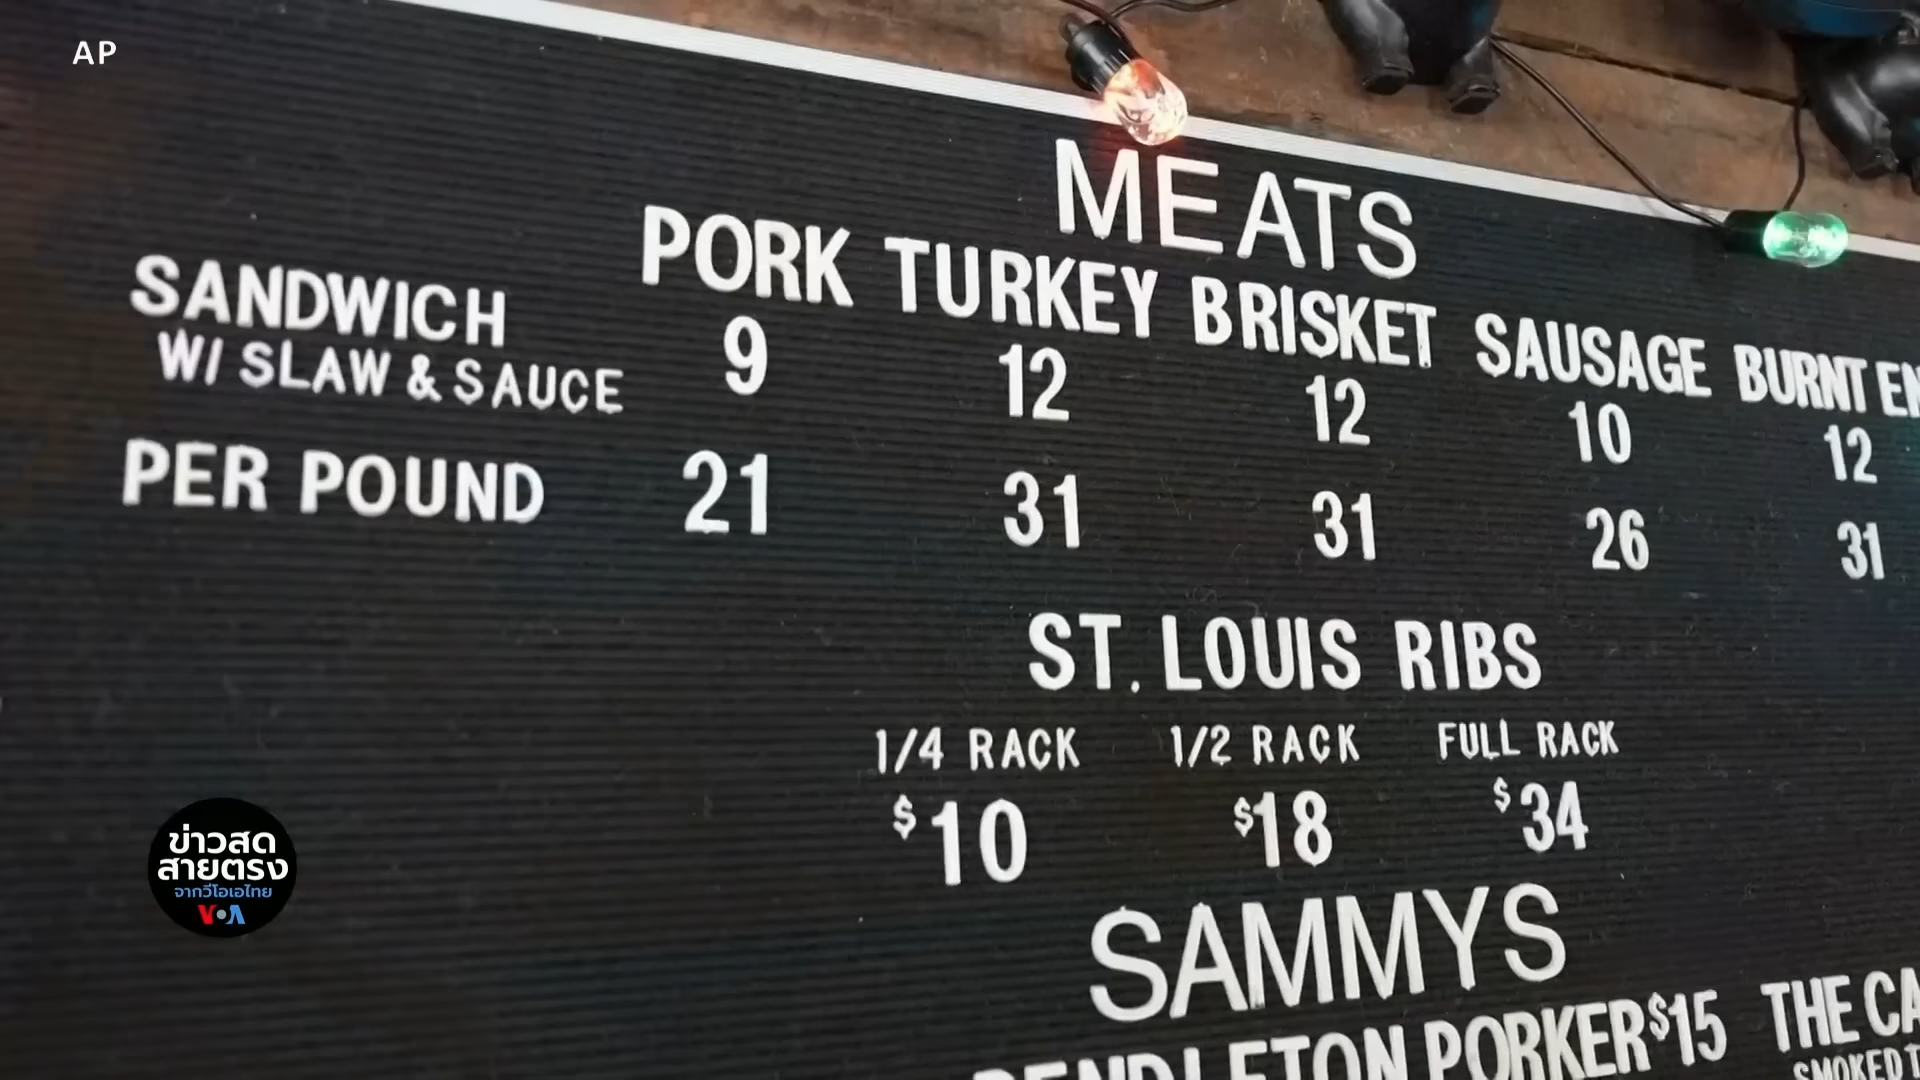 AP
MEATS
PORK TURKEY BRISKET SAUSAGE BURNT
SANDWICH 9 12 12 10 12
W/ SLAW & SAUCE
PER POUND 21 31 31 26 31
ST. LOUIS RIBS
1/4 RACK 1/2 RACK FULL RACK
$10 $18 $34
SAMMYS
PORKER $15 THE
SMOKED
ข่าวสด
สายตรง
จากวีโอเอไทย
VOA